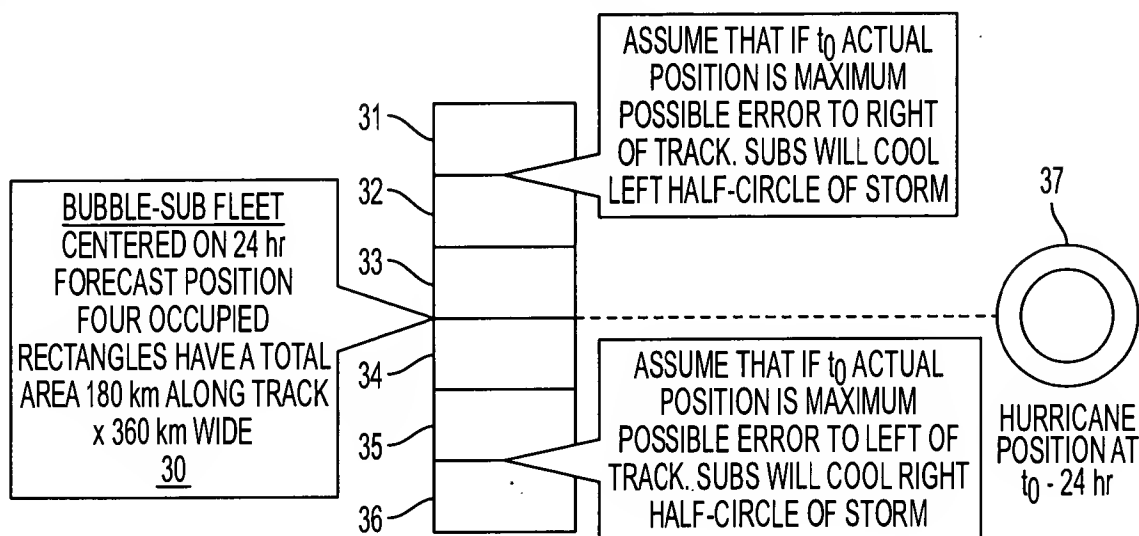 BUBBLE-SUB FLEET
CENTERED ON 24 hr
FORECAST POSITION
FOUR OCCUPIED
RECTANGLES HAVE A TOTAL
AREA 180 km ALONG TRACK
x 360 km WIDE
30
31
32
33
34
35
36
ASSUME THAT IF t0 ACTUAL
POSITION IS MAXIMUM
POSSIBLE ERROR TO RIGHT
OF TRACK. SUBS WILL COOL
LEFT HALF-CIRCLE OF STORM
ASSUME THAT IF t0 ACTUAL
POSITION IS MAXIMUM
POSSIBLE ERROR TO LEFT OF
TRACK. SUBS WILL COOL RIGHT
HALF-CIRCLE OF STORM
37
HURRICANE
POSITION AT
t0 - 24 hr